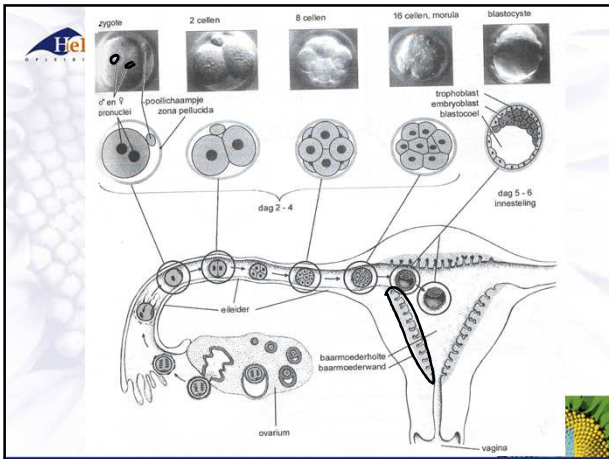 zygote
2 cellen
8 cellen
16 cellen, morula
blastocyste
Hel
OPLEIDI
♂ en ♀
pronuclei
poollichaampje
zona pellucida
trophoblast
embryoblast
blastocoel
dag 2 - 4
dag 5 - 6
innesteling
eileider
baarmoederholte
baarmoederwand
ovarium
vagina